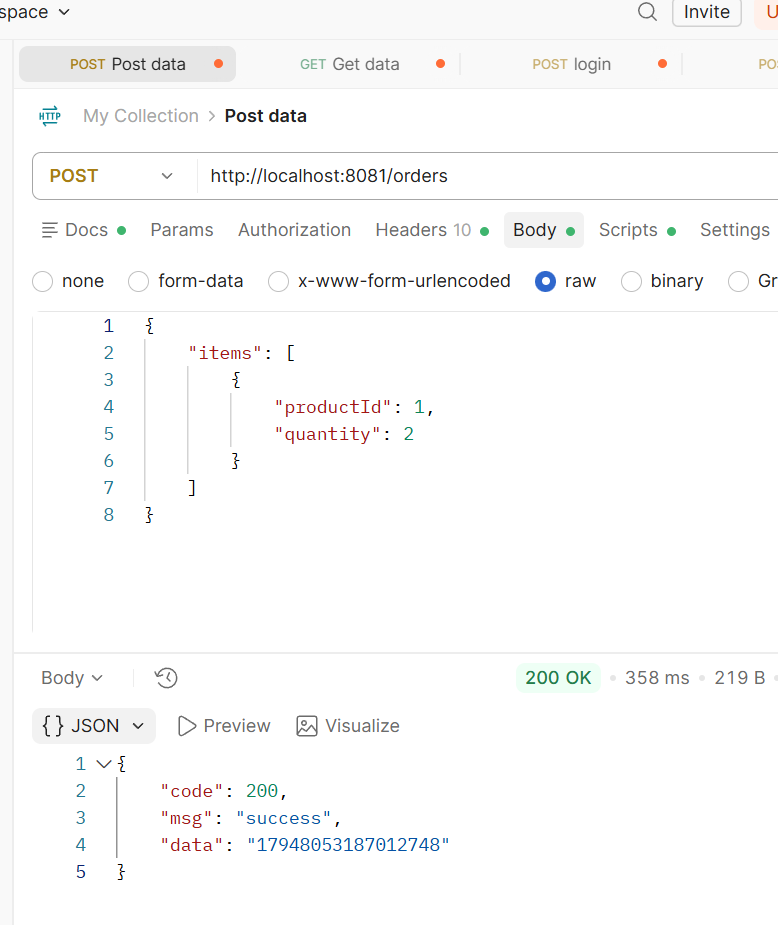 space
Invite
U
POST Post data
GET Get data
POST login
PO
HTTP My Collection > Post data
POST http://localhost:8081/orders
Docs Params Authorization Headers 10 Body Scripts Settings
none form-data x-www-form-urlencoded raw binary Gr
1 {
2 "items": [
3 {
4 "productId": 1,
5 "quantity": 2
6 }
7 ]
8 }
Body 200 OK 358 ms 219 B
{} JSON Preview Visualize
1 {
2 "code": 200,
3 "msg": "success",
4 "data": "17948053187012748"
5 }